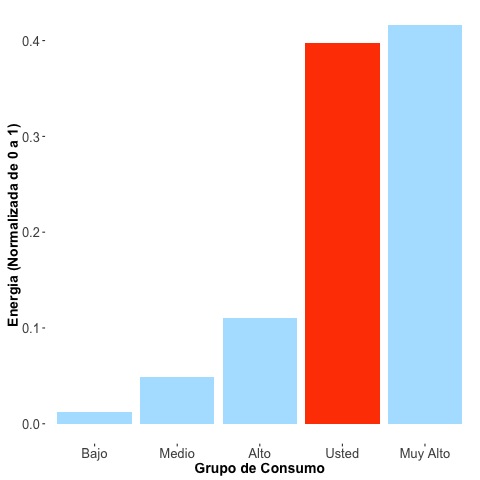 Energia (Normalizada de 0 a 1)
0.4
0.3
0.2
0.1
0.0
Bajo Medio Alto Usted Muy Alto
Grupo de Consumo